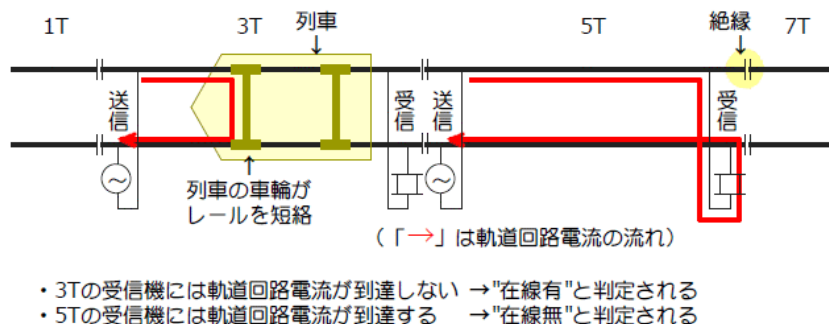 1T 3T 列車 5T 絶縁 7T
送信
受信
送信
受信
列車の車輪が
レールを短絡
(「→」は軌道回路電流の流れ)
・3Tの受信機には軌道回路電流が到達しない →"在線有"と判定される
・5Tの受信機には軌道回路電流が到達する →"在線無"と判定される